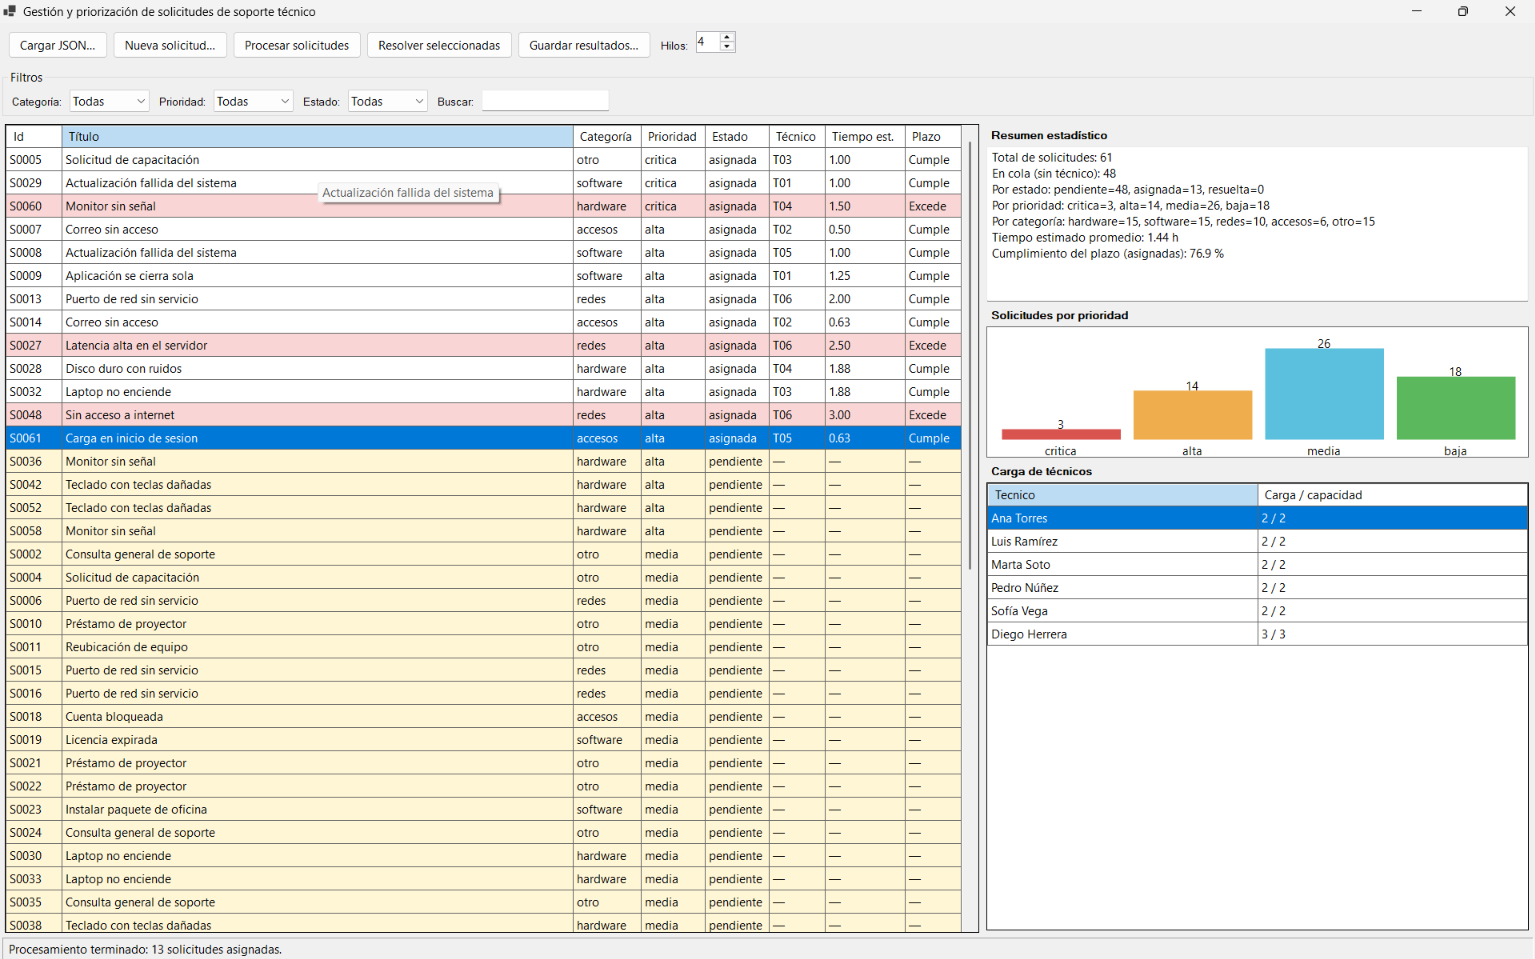 Gestión y priorización de solicitudes de soporte técnico
Cargar JSON... Nueva solicitud... Procesar solicitudes Resolver seleccionadas Guardar resultados... Hilos: 4
Filtros
Categoría: Todas Prioridad: Todas Estado: Todas Buscar:
Id Título Categoría Prioridad Estado Técnico Tiempo est. Plazo
S0005 Solicitud de capacitación otro critica asignada T03 1.00 Cumple
S0029 Actualización fallida del sistema software critica asignada T01 1.00 Cumple
Actualización fallida del sistema
S0060 Monitor sin señal hardware critica asignada T04 1.50 Excede
S0007 Correo sin acceso accesos alta asignada T02 0.50 Cumple
S0008 Actualización fallida del sistema software alta asignada T05 1.00 Cumple
S0009 Aplicación se cierra sola software alta asignada T01 1.25 Cumple
S0013 Puerto de red sin servicio redes alta asignada T06 2.00 Cumple
S0014 Correo sin acceso accesos alta asignada T02 0.63 Cumple
S0027 Latencia alta en el servidor redes alta asignada T06 2.50 Excede
S0028 Disco duro con ruidos hardware alta asignada T04 1.88 Cumple
S0032 Laptop no enciende hardware alta asignada T03 1.88 Cumple
S0048 Sin acceso a internet redes alta asignada T06 3.00 Excede
S0061 Carga en inicio de sesion accesos alta asignada T05 0.63 Cumple
S0036 Monitor sin señal hardware alta pendiente — — —
S0042 Teclado con teclas dañadas hardware alta pendiente — — —
S0052 Teclado con teclas dañadas hardware alta pendiente — — —
S0058 Monitor sin señal hardware alta pendiente — — —
S0002 Consulta general de soporte otro media pendiente — — —
S0004 Solicitud de capacitación otro media pendiente — — —
S0006 Puerto de red sin servicio redes media pendiente — — —
S0010 Préstamo de proyector otro media pendiente — — —
S0011 Reubicación de equipo otro media pendiente — — —
S0015 Puerto de red sin servicio redes media pendiente — — —
S0016 Puerto de red sin servicio redes media pendiente — — —
S0018 Cuenta bloqueada accesos media pendiente — — —
S0019 Licencia expirada software media pendiente — — —
S0021 Préstamo de proyector otro media pendiente — — —
S0022 Préstamo de proyector otro media pendiente — — —
S0023 Instalar paquete de oficina software media pendiente — — —
S0024 Consulta general de soporte otro media pendiente — — —
S0030 Laptop no enciende hardware media pendiente — — —
S0033 Laptop no enciende hardware media pendiente — — —
S0035 Consulta general de soporte otro media pendiente — — —
S0038 Teclado con teclas dañadas hardware media pendiente — — —
Resumen estadístico
Total de solicitudes: 61
En cola (sin técnico): 48
Por estado: pendiente=48, asignada=13, resuelta=0
Por prioridad: critica=3, alta=14, media=26, baja=18
Por categoría: hardware=15, software=15, redes=10, accesos=6, otro=15
Tiempo estimado promedio: 1.44 h
Cumplimiento del plazo (asignadas): 76.9 %
Solicitudes por prioridad
3 14 26 18
critica alta media baja
Carga de técnicos
Tecnico Carga / capacidad
Ana Torres 2 / 2
Luis Ramírez 2 / 2
Marta Soto 2 / 2
Pedro Núñez 2 / 2
Sofía Vega 2 / 2
Diego Herrera 3 / 3
Procesamiento terminado: 13 solicitudes asignadas.